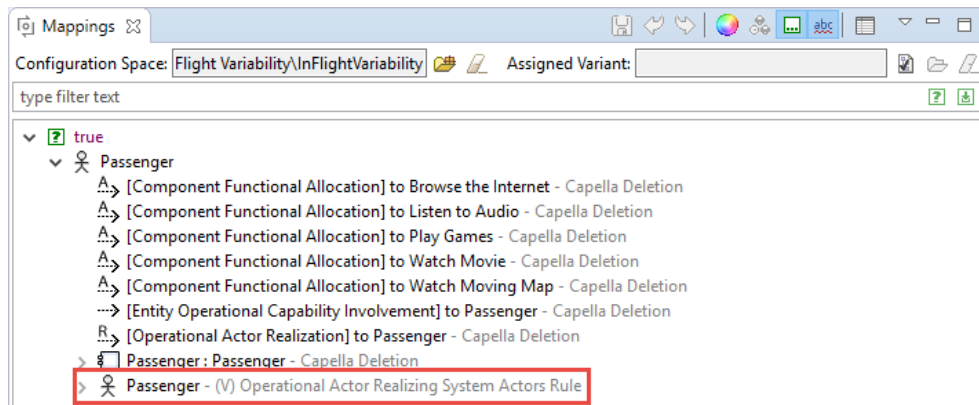 Mappings
abc
Configuration Space: Flight Variability\InFlightVariability Assigned Variant:
type filter text
true
Passenger
[Component Functional Allocation] to Browse the Internet - Capella Deletion
[Component Functional Allocation] to Listen to Audio - Capella Deletion
[Component Functional Allocation] to Play Games - Capella Deletion
[Component Functional Allocation] to Watch Movie - Capella Deletion
[Component Functional Allocation] to Watch Moving Map - Capella Deletion
[Entity Operational Capability Involvement] to Passenger - Capella Deletion
[Operational Actor Realization] to Passenger - Capella Deletion
Passenger : Passenger - Capella Deletion
Passenger - (V) Operational Actor Realizing System Actors Rule